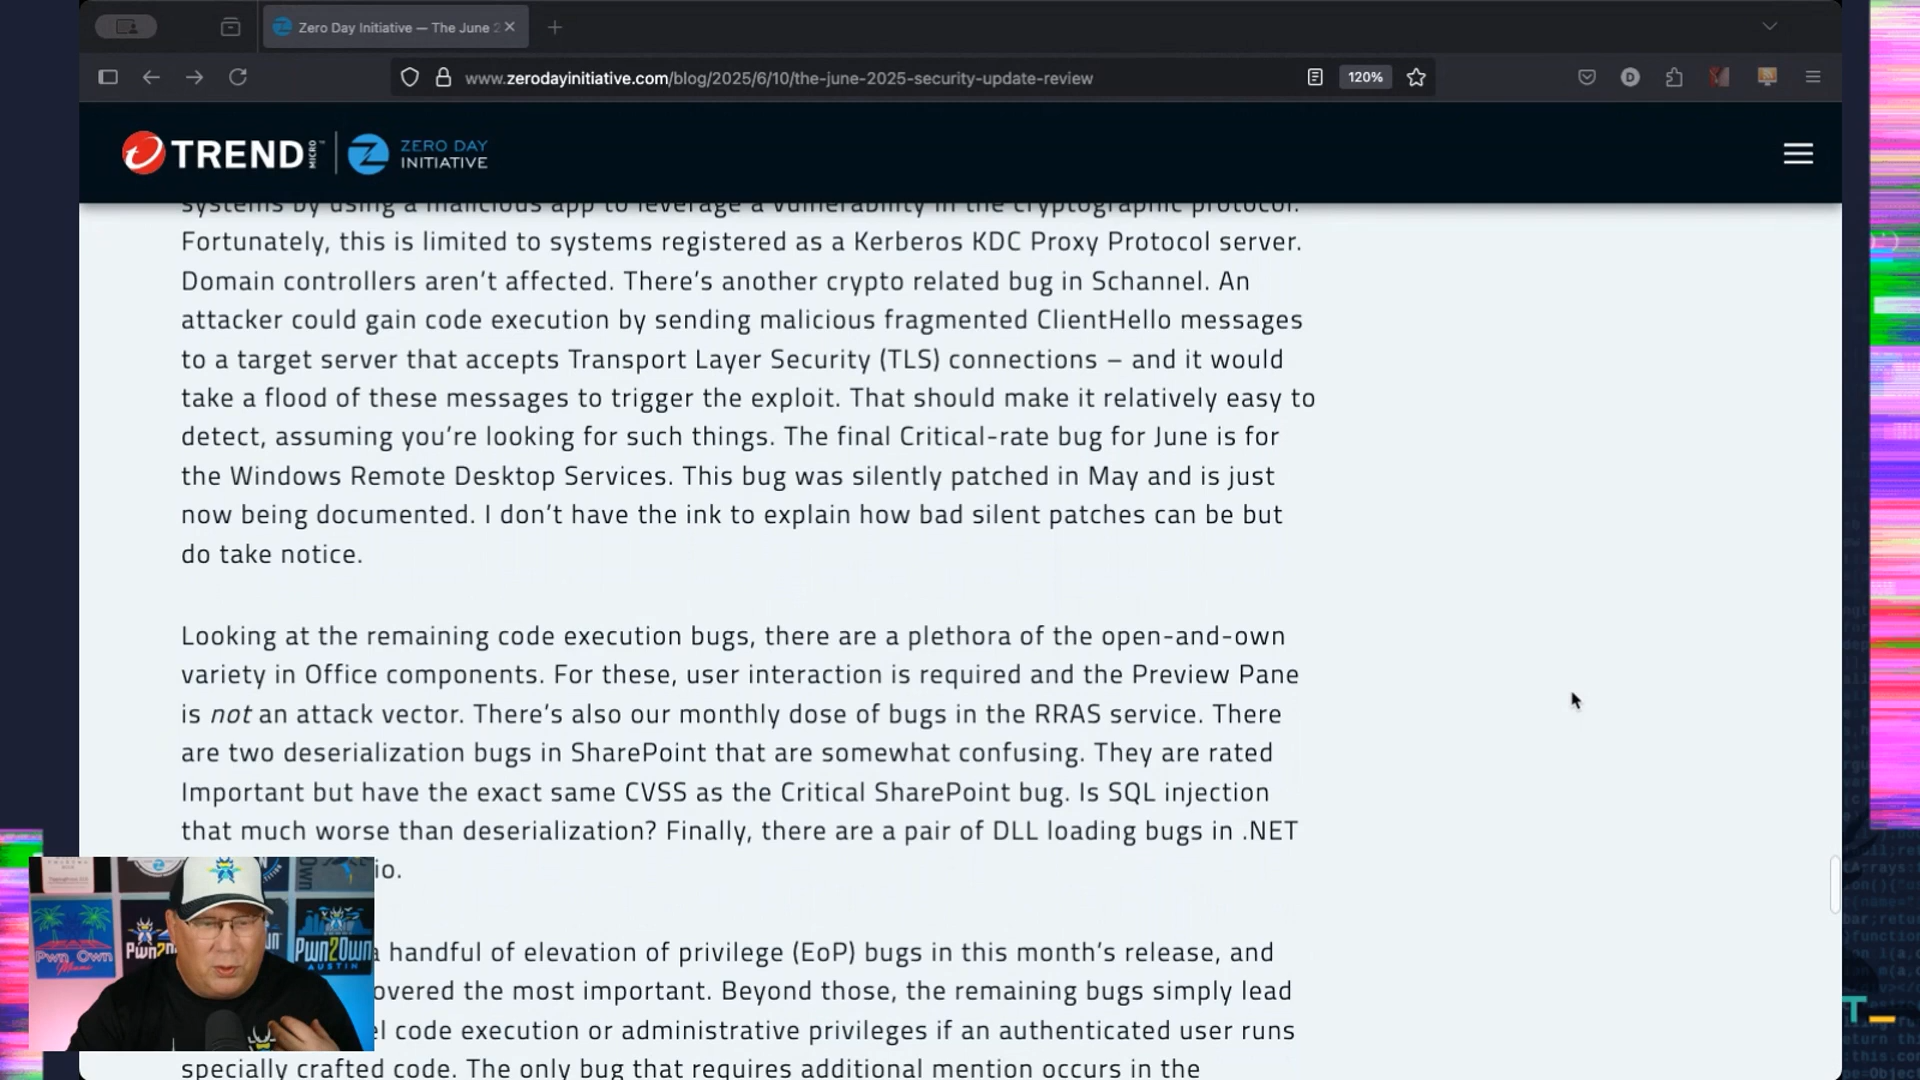 Zero Day Initiative — The June 2
www.zerodayinitiative.com/blog/2025/6/10/the-june-2025-security-update-review
120%
D
TREND MICRO™
ZERO DAY
INITIATIVE
systems by using a malicious app to leverage a vulnerability in the cryptographic protocol.
Fortunately, this is limited to systems registered as a Kerberos KDC Proxy Protocol server.
Domain controllers aren’t affected. There’s another crypto related bug in Schannel. An
attacker could gain code execution by sending malicious fragmented ClientHello messages
to a target server that accepts Transport Layer Security (TLS) connections – and it would
take a flood of these messages to trigger the exploit. That should make it relatively easy to
detect, assuming you’re looking for such things. The final Critical-rate bug for June is for
the Windows Remote Desktop Services. This bug was silently patched in May and is just
now being documented. I don’t have the ink to explain how bad silent patches can be but
do take notice.
Looking at the remaining code execution bugs, there are a plethora of the open-and-own
variety in Office components. For these, user interaction is required and the Preview Pane
is not an attack vector. There’s also our monthly dose of bugs in the RRAS service. There
are two deserialization bugs in SharePoint that are somewhat confusing. They are rated
Important but have the exact same CVSS as the Critical SharePoint bug. Is SQL injection
that much worse than deserialization? Finally, there are a pair of DLL loading bugs in .NET
io.
a handful of elevation of privilege (EoP) bugs in this month’s release, and
overed the most important. Beyond those, the remaining bugs simply lead
el code execution or administrative privileges if an authenticated user runs
specially crafted code. The only bug that requires additional mention occurs in the
Pwn Own
Miami
Pwn2
Pwn2Own
AUSTIN
T_